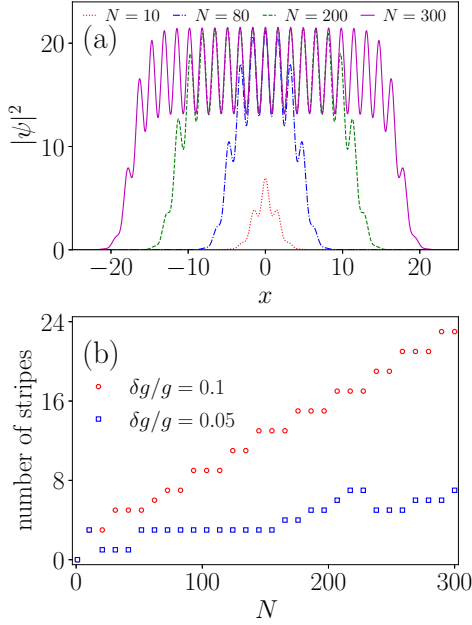 N = 10 N = 80 N = 200 N = 300
(a)
20
10
0
|ψ|²
−20 −10 0 10 20
x
(b)
24
16
8
0
number of stripes
δg/g = 0.1
δg/g = 0.05
0 100 200 300
N